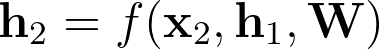 h₂ = f(x₂, h₁, W)